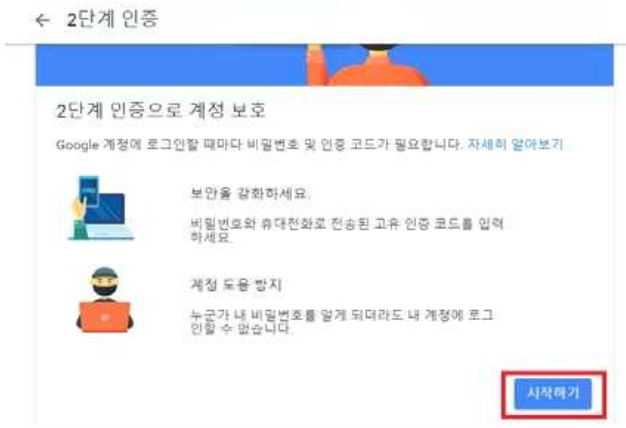 ← 2단계 인증
2단계 인증으로 계정 보호
Google 계정에 로그인할 때마다 비밀번호 및 인증 코드가 필요합니다. 자세히 알아보기
보안을 강화하세요.
비밀번호와 휴대전화로 전송된 고유 인증 코드를 입력
하세요.
계정 도용 방지
누군가 내 비밀번호를 알게 되더라도 내 계정에 로그
인할 수 없습니다.
시작하기